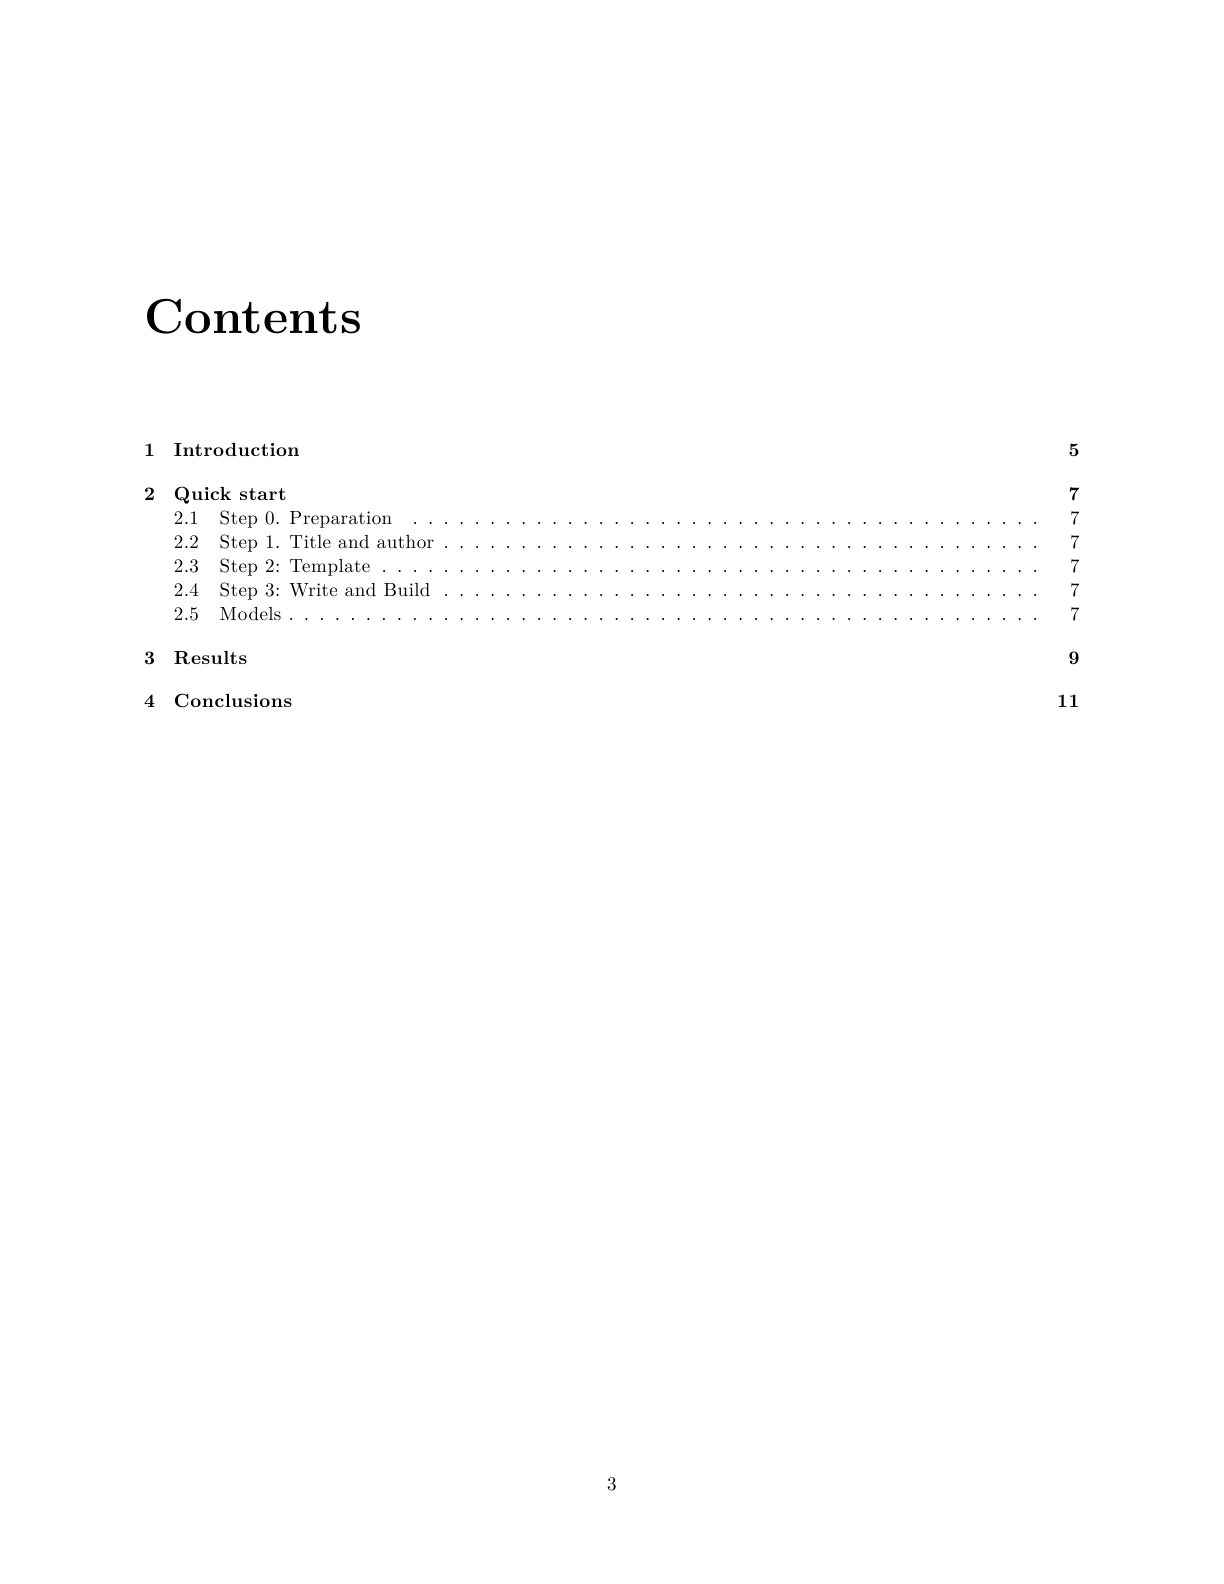 Contents
1 Introduction 5
2 Quick start 7
2.1 Step 0. Preparation . . . . . . . . . . . . . . . . . . . . . . . . . . . . . . . . . . . . . . . . . 7
2.2 Step 1. Title and author . . . . . . . . . . . . . . . . . . . . . . . . . . . . . . . . . . . . . . . 7
2.3 Step 2: Template . . . . . . . . . . . . . . . . . . . . . . . . . . . . . . . . . . . . . . . . . . . 7
2.4 Step 3: Write and Build . . . . . . . . . . . . . . . . . . . . . . . . . . . . . . . . . . . . . . . 7
2.5 Models . . . . . . . . . . . . . . . . . . . . . . . . . . . . . . . . . . . . . . . . . . . . . . . . . 7
3 Results 9
4 Conclusions 11
3